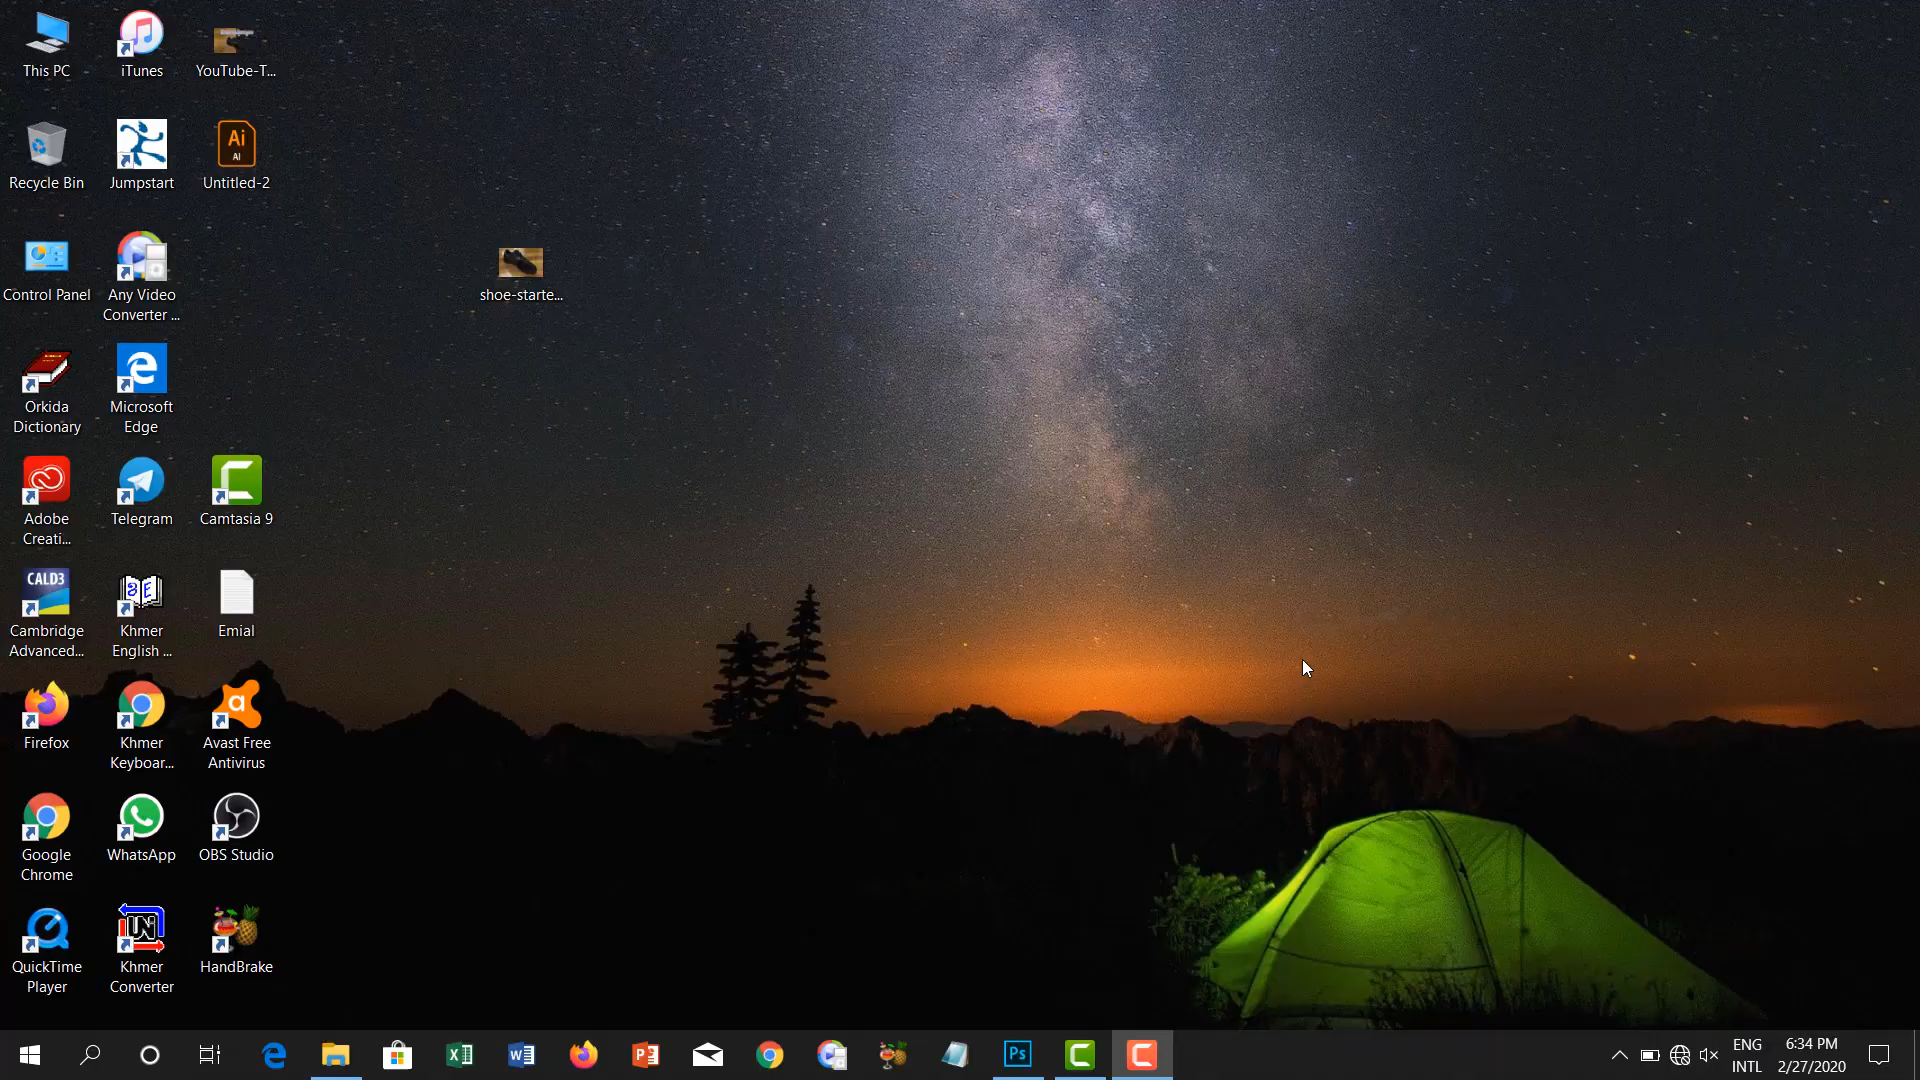 This PC
iTunes
YouTube-T...
Recycle Bin
Jumpstart
Ai
AI
Untitled-2
Control Panel
Any Video
Converter ...
shoe-starte...
Orkida
Dictionary
Microsoft
Edge
Adobe
Creati...
Telegram
Camtasia 9
CALD3
Cambridge
Advanced...
Khmer
English ...
Emial
Firefox
Khmer
Keyboar...
Avast Free
Antivirus
Google
Chrome
WhatsApp
OBS Studio
QuickTime
Player
UN
Khmer
Converter
HandBrake
Ps
ENG
INTL
6:34 PM
2/27/2020